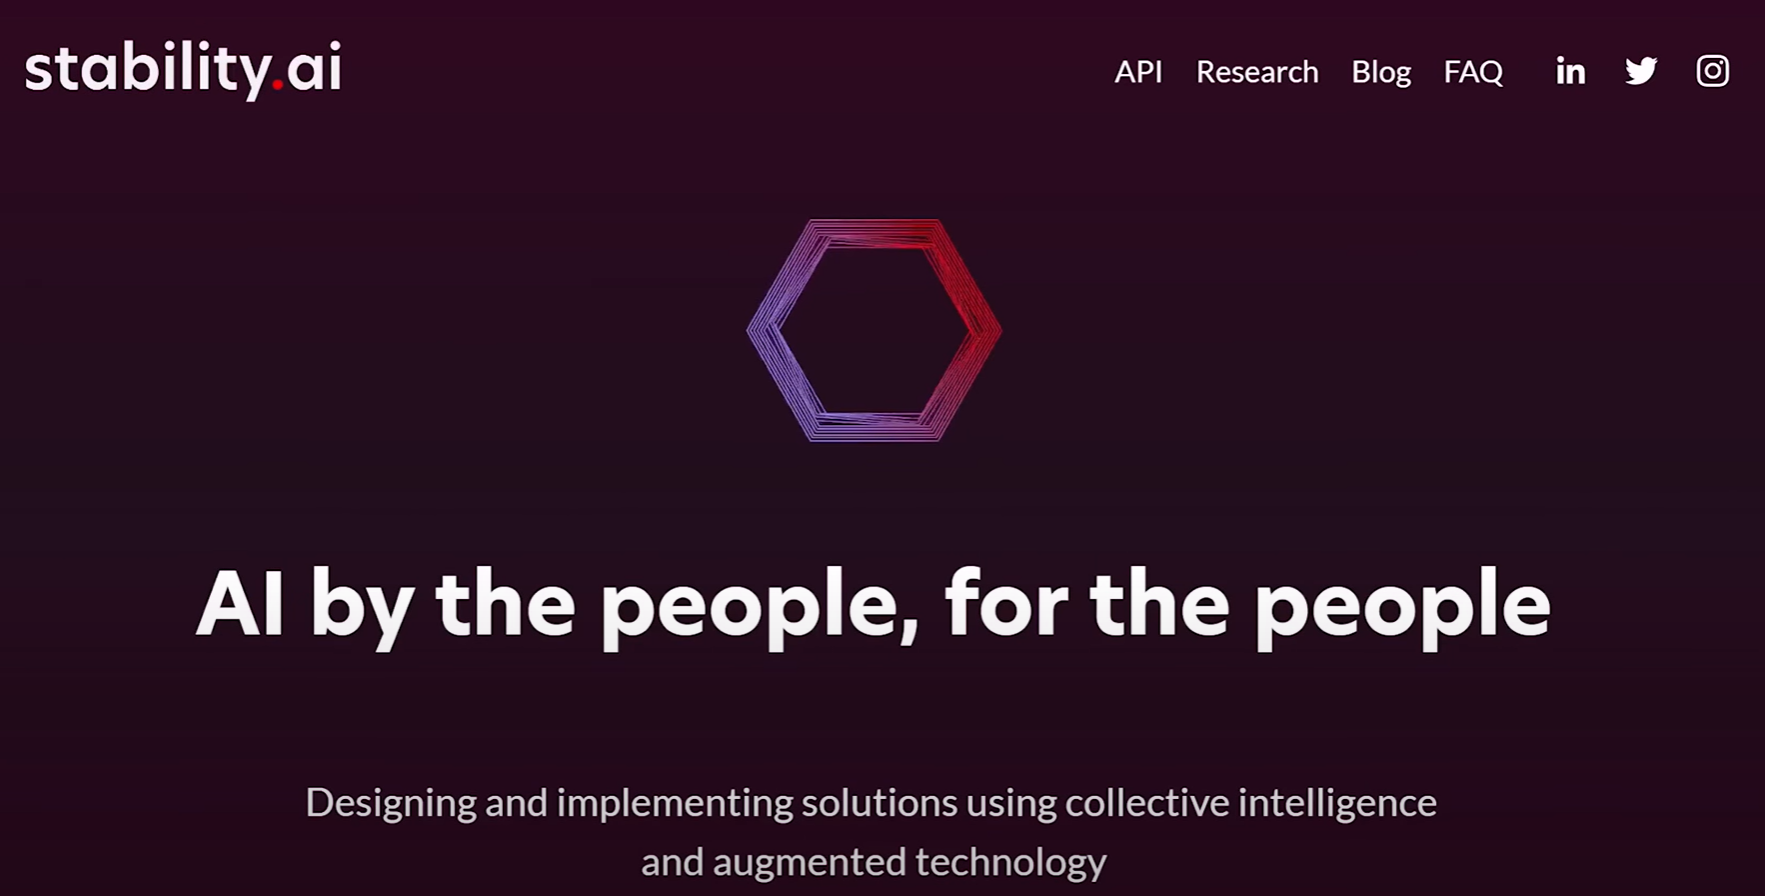 stability.ai
API Research Blog FAQ in
AI by the people, for the people
Designing and implementing solutions using collective intelligence
and augmented technology